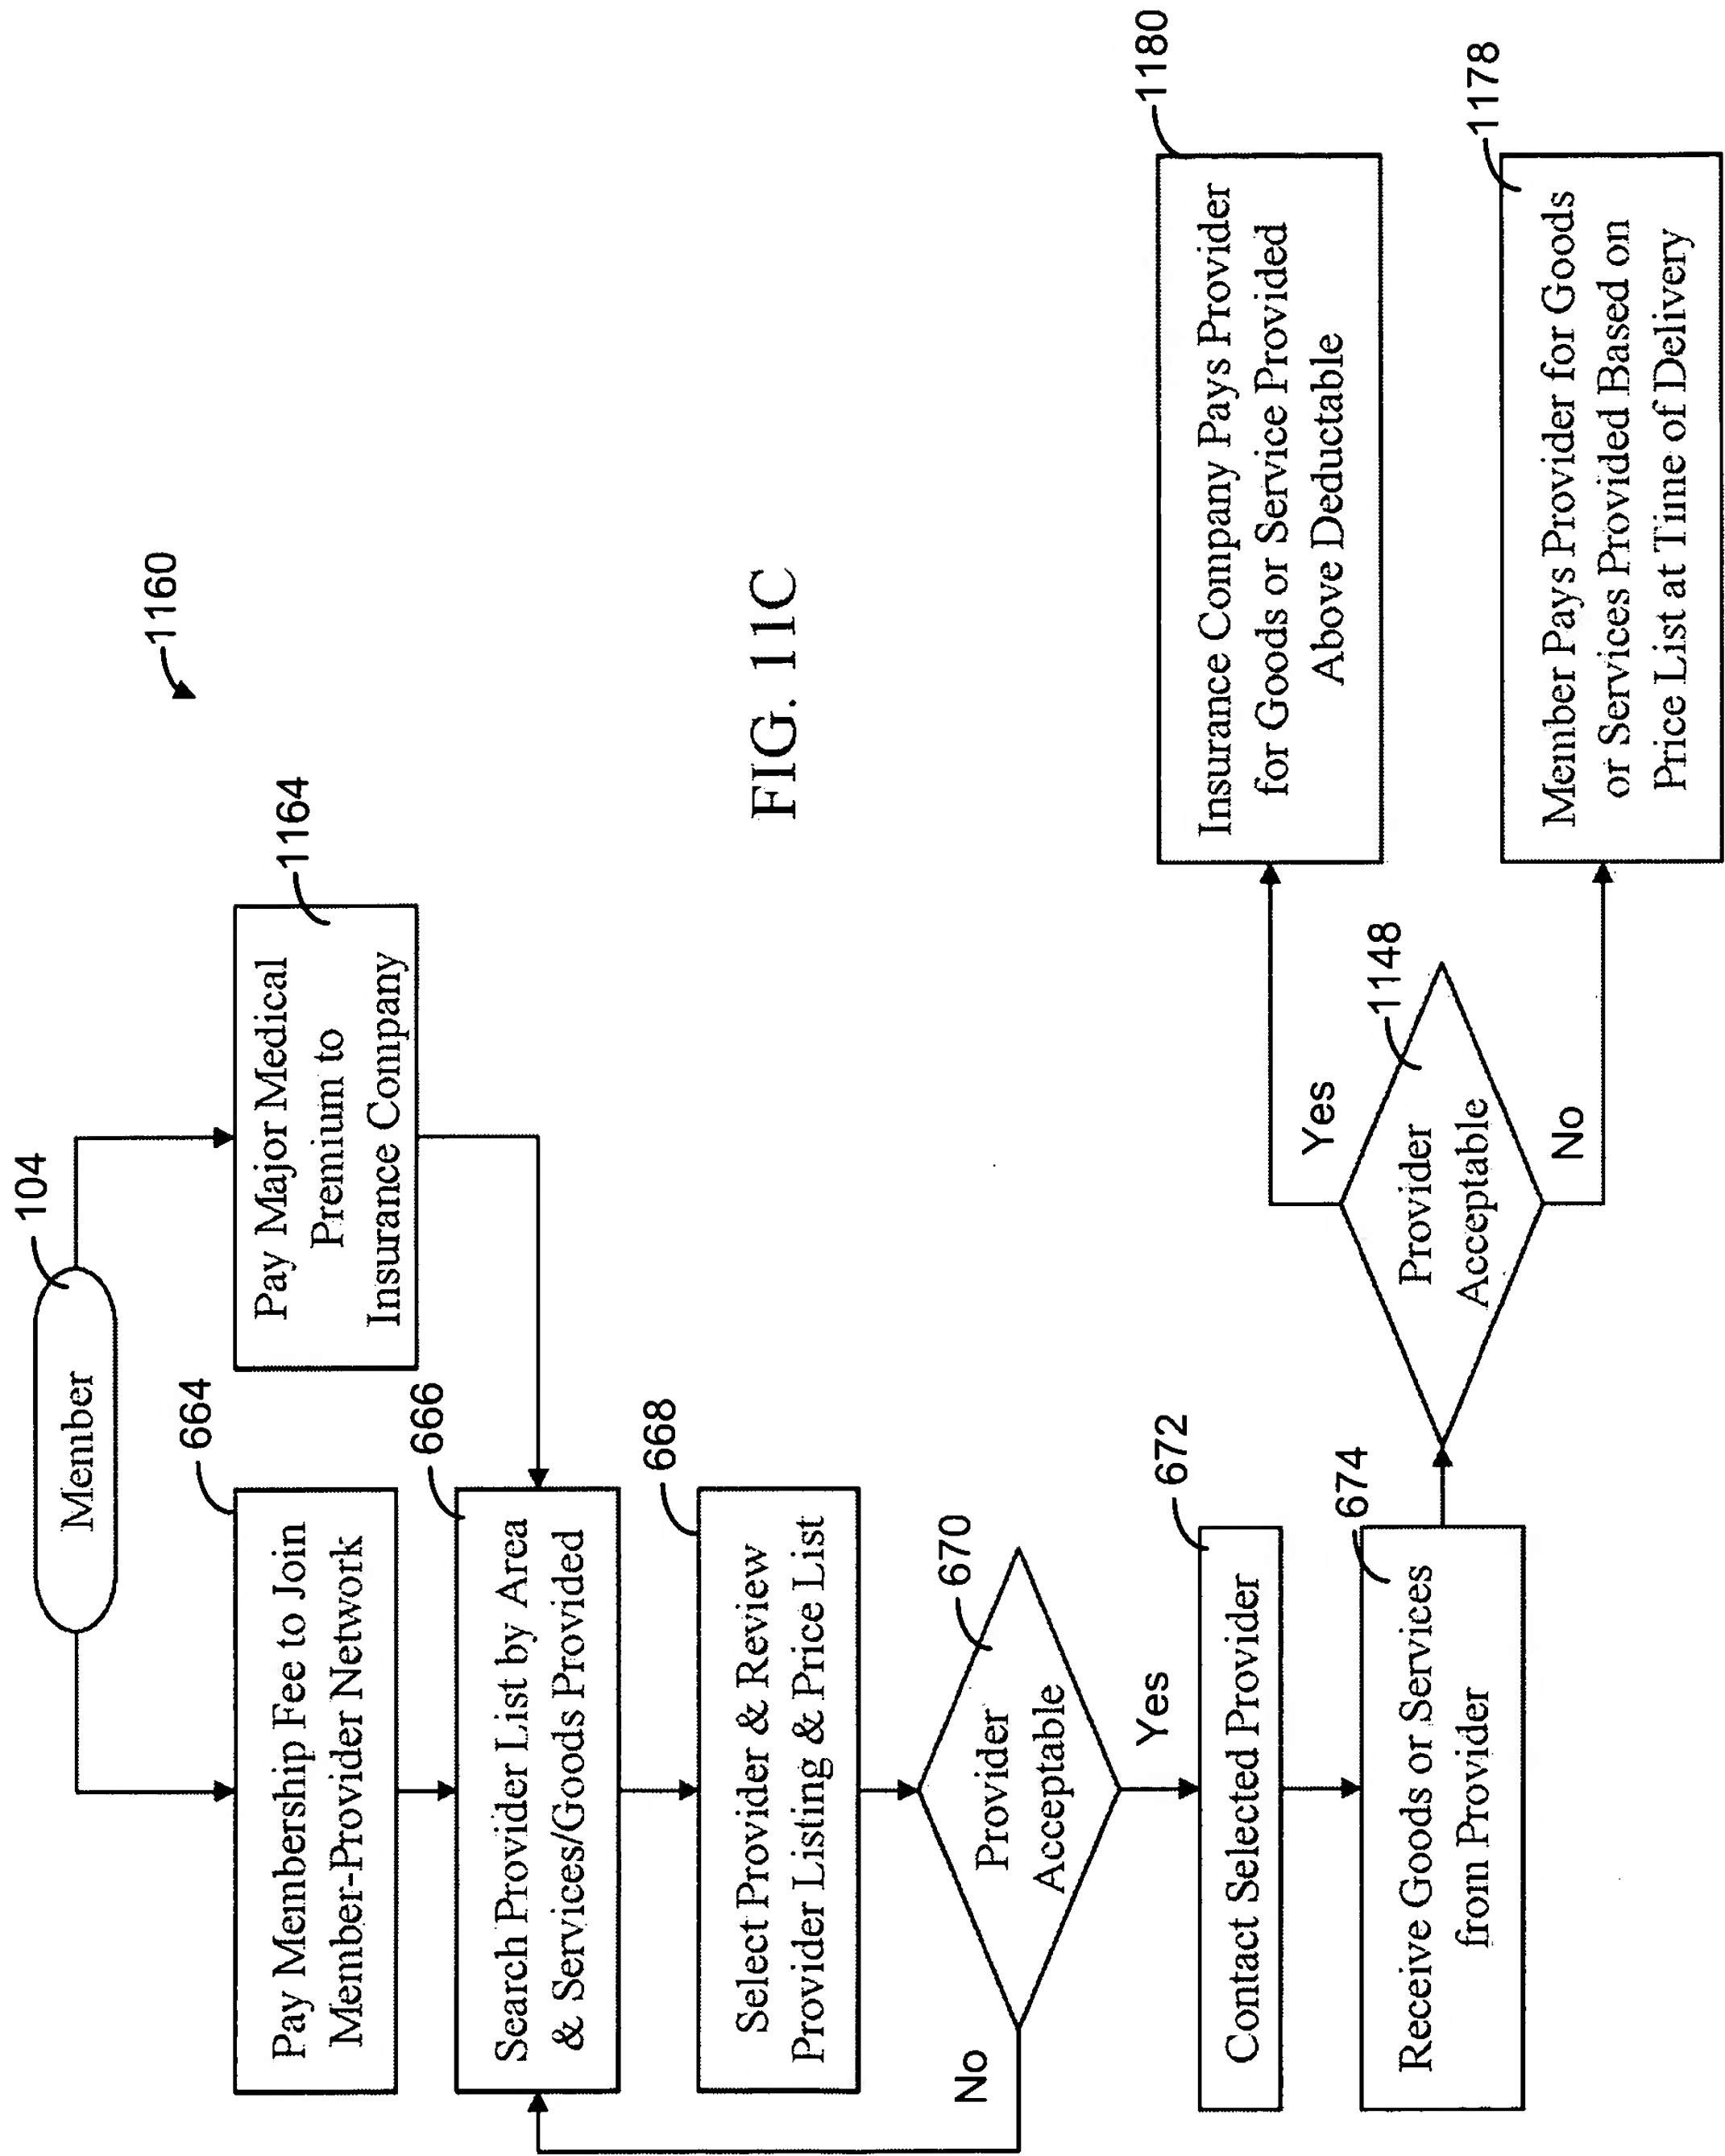 1160
104
Member
664
Pay Membership Fee to Join
Member-Provider Network
1164
Pay Major Medical
Premium to
Insurance Company
666
Search Provider List by Area
& Services/Goods Provided
668
Select Provider & Review
Provider Listing & Price List
670
Provider
Acceptable
No
Yes
672
Contact Selected Provider
674
Receive Goods or Services
from Provider
1148
Provider
Acceptable
Yes
No
1180
Insurance Company Pays Provider
for Goods or Service Provided
Above Deductable
1178
Member Pays Provider for Goods
or Services Provided Based on
Price List at Time of Delivery
FIG. 11C